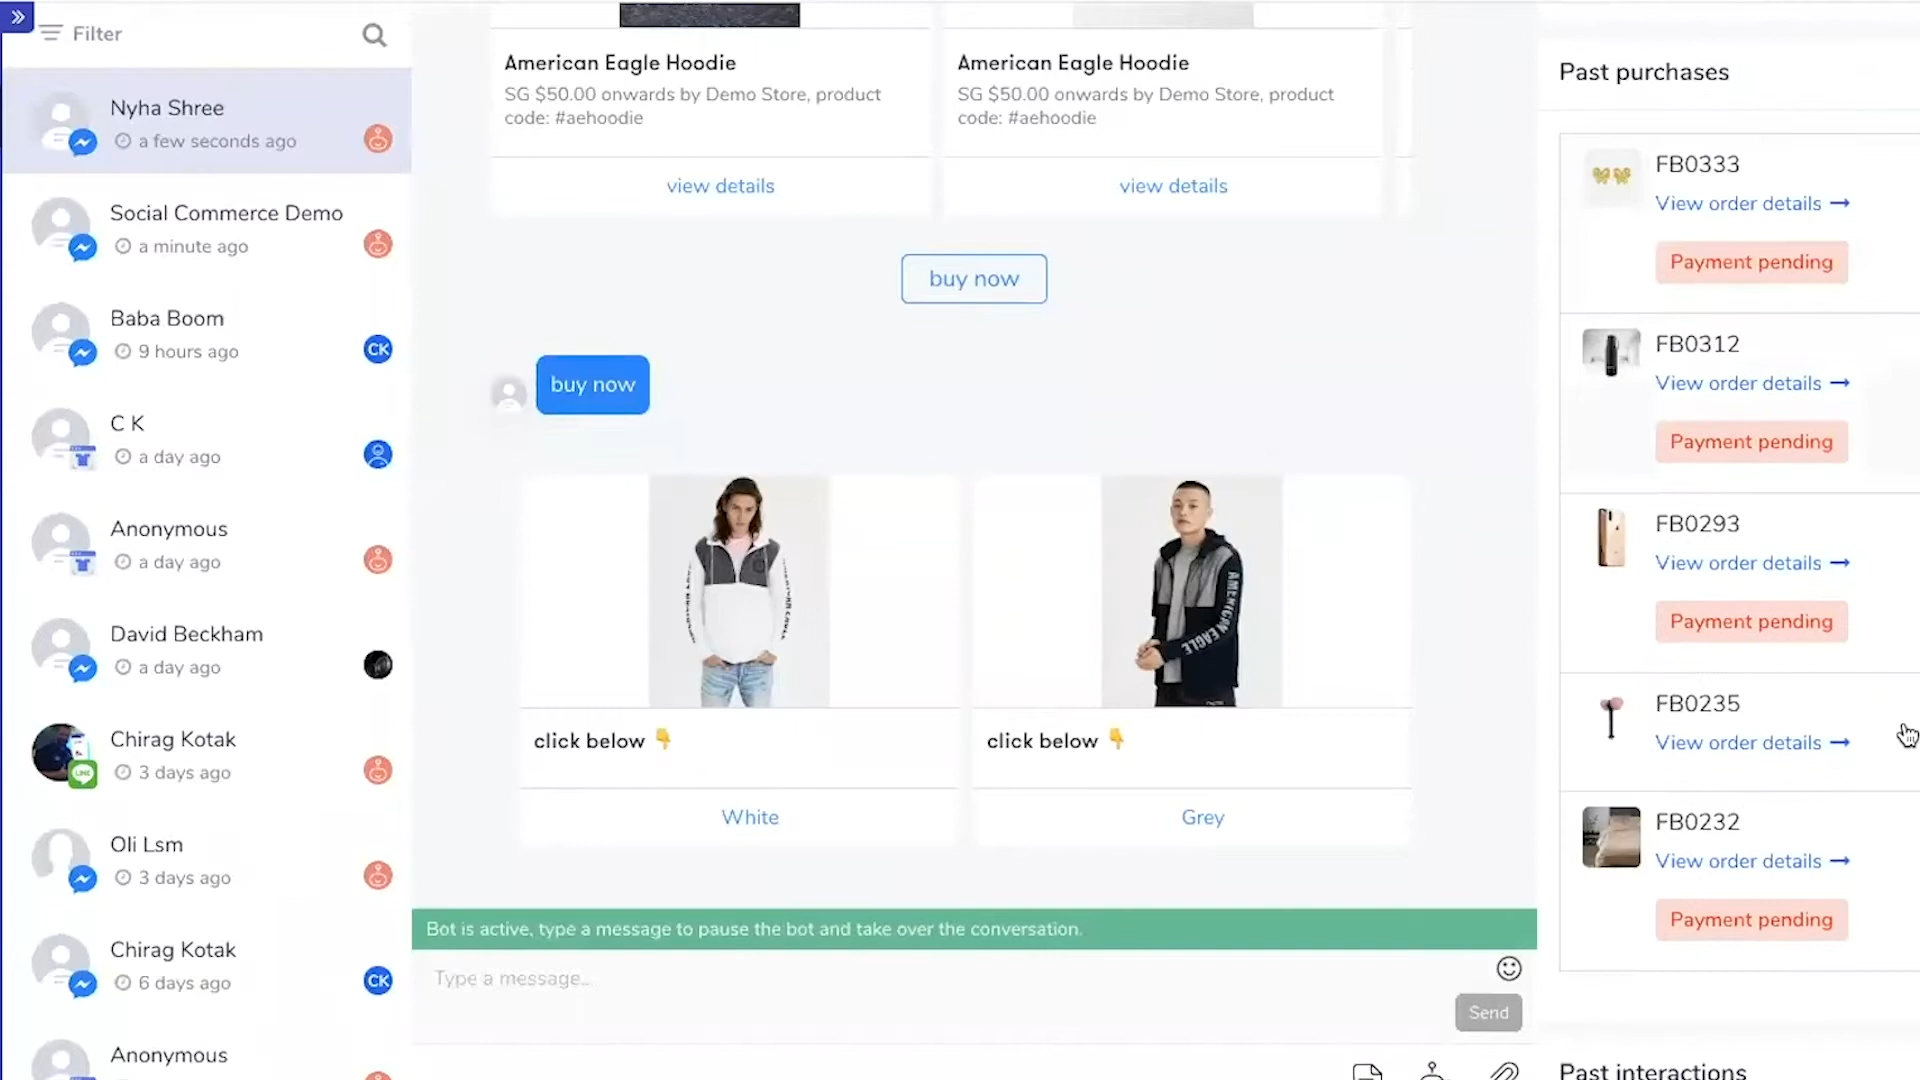 Filter
Nyha Shree
a few seconds ago
Social Commerce Demo
a minute ago
Baba Boom
9 hours ago
CK
C K
a day ago
Anonymous
a day ago
David Beckham
a day ago
Chirag Kotak
LINE
3 days ago
Oli Lsm
3 days ago
Chirag Kotak
6 days ago
CK
Anonymous
American Eagle Hoodie
SG $50.00 onwards by Demo Store, product
code: #aehoodie
view details
American Eagle Hoodie
SG $50.00 onwards by Demo Store, product
code: #aehoodie
view details
buy now
buy now
AMERICAN EAGLE
click below 👇
click below 👇
White
Grey
Bot is active, type a message to pause the bot and take over the conversation.
Type a message..
Send
Past purchases
FB0333
View order details →
Payment pending
FB0312
View order details →
Payment pending
FB0293
View order details →
Payment pending
FB0235
View order details →
FB0232
View order details →
Payment pending
Past interactions